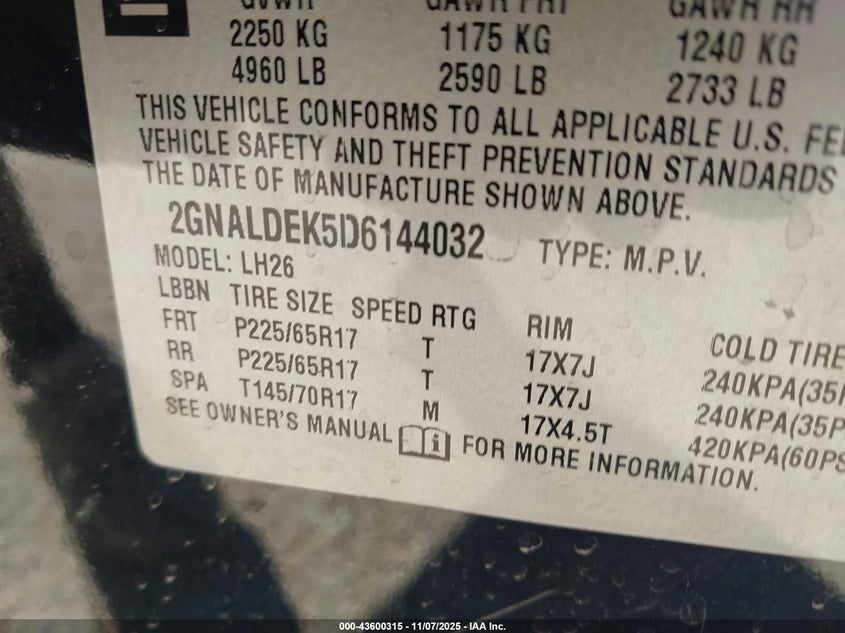 GVWR GAWR FRT GAWR RR
2250 KG 1175 KG 1240 KG
4960 LB 2590 LB 2733 LB
THIS VEHICLE CONFORMS TO ALL APPLICABLE U.S. FE
VEHICLE SAFETY AND THEFT PREVENTION STANDARDS
THE DATE OF MANUFACTURE SHOWN ABOVE.
2GNALDEK5D6144032 TYPE: M.P.V.
MODEL: LH26
LBBN TIRE SIZE SPEED RTG RIM COLD TIRE
FRT P225/65R17 T 17X7J 240KPA(35P
RR P225/65R17 T 17X7J 240KPA(35P
SPA T145/70R17 M 17X4.5T 420KPA(60PS
SEE OWNER'S MANUAL i FOR MORE INFORMATION.
000-43600315 - 11/07/2025 - IAA Inc.